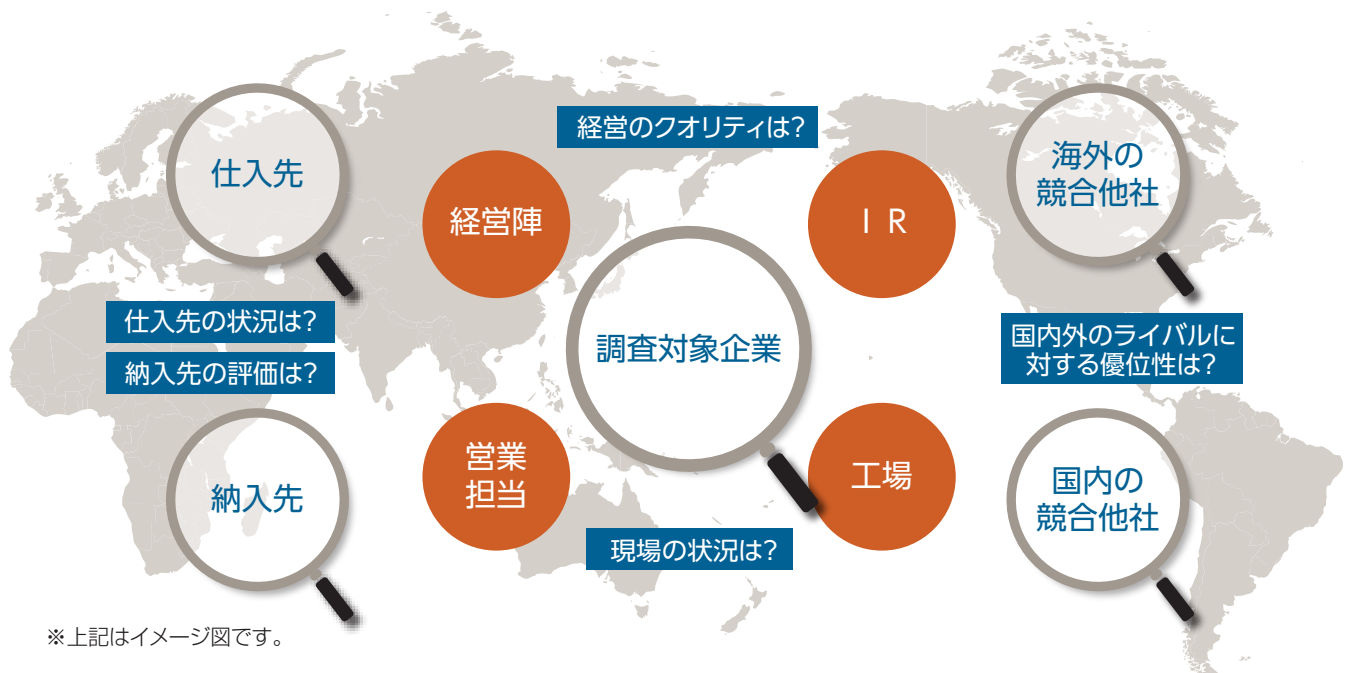 経営のクオリティは?
仕入先
経営陣
I R
海外の
競合他社
仕入先の状況は?
納入先の評価は?
調査対象企業
国内外のライバルに
対する優位性は?
納入先
営業
担当
工場
国内の
競合他社
現場の状況は?
※上記はイメージ図です。